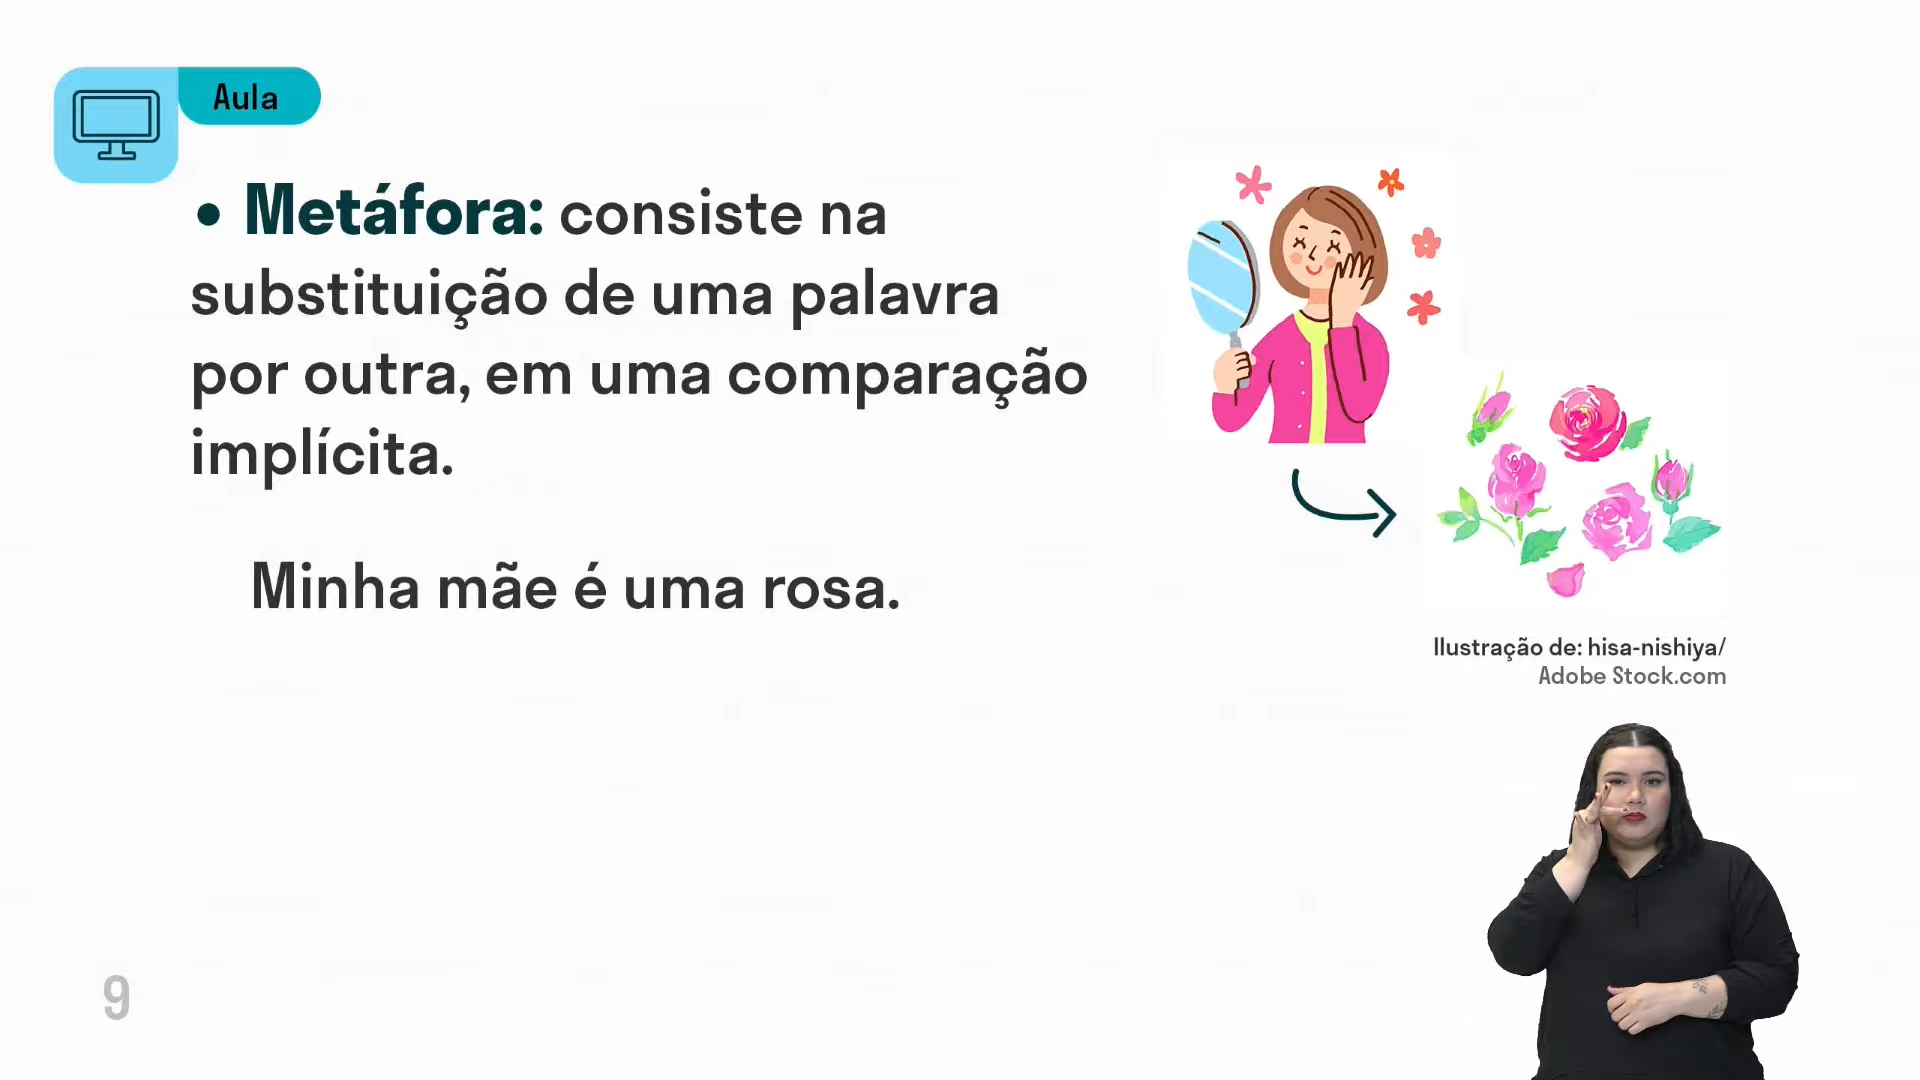 Aula
• Metáfora: consiste na
substituição de uma palavra
por outra, em uma comparação
implícita.
Minha mãe é uma rosa.
Ilustração de: hisa-nishiya/
Adobe Stock.com
9